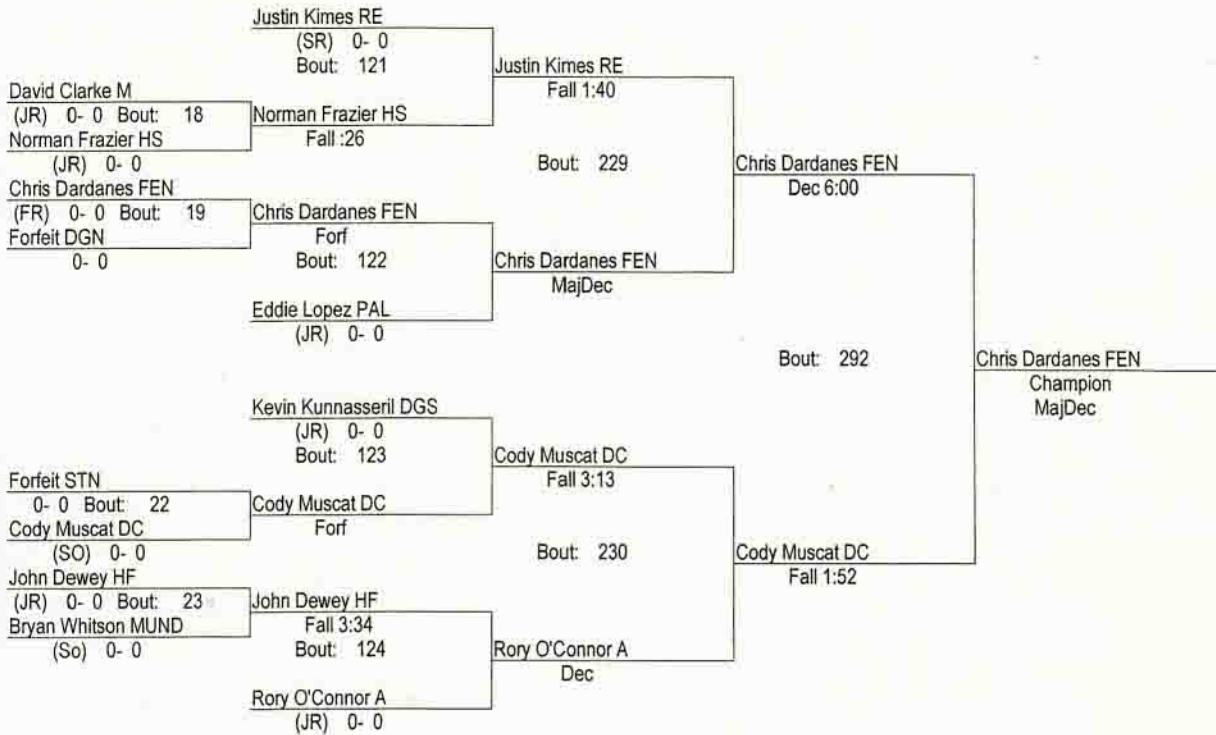 Justin Kimes RE
(SR) 0- 0
Bout: 121
Justin Kimes RE
Fall 1:40
David Clarke M
(JR) 0- 0 Bout: 18
Norman Frazier HS
Fall :26
Norman Frazier HS
(JR) 0- 0
Bout: 229
Chris Dardanes FEN
Dec 6:00
Chris Dardanes FEN
(FR) 0- 0 Bout: 19
Chris Dardanes FEN
Forf
Forfeit DGN
0- 0
Bout: 122
Chris Dardanes FEN
MajDec
Eddie Lopez PAL
(JR) 0- 0
Bout: 292
Chris Dardanes FEN
Champion
MajDec
Kevin Kunnasseril DGS
(JR) 0- 0
Bout: 123
Cody Muscat DC
Fall 3:13
Forfeit STN
0- 0 Bout: 22
Cody Muscat DC
Forf
Cody Muscat DC
(SO) 0- 0
Bout: 230
Cody Muscat DC
Fall 1:52
John Dewey HF
(JR) 0- 0 Bout: 23
John Dewey HF
Fall 3:34
Bryan Whitson MUND
(So) 0- 0
Bout: 124
Rory O'Connor A
Dec
Rory O'Connor A
(JR) 0- 0